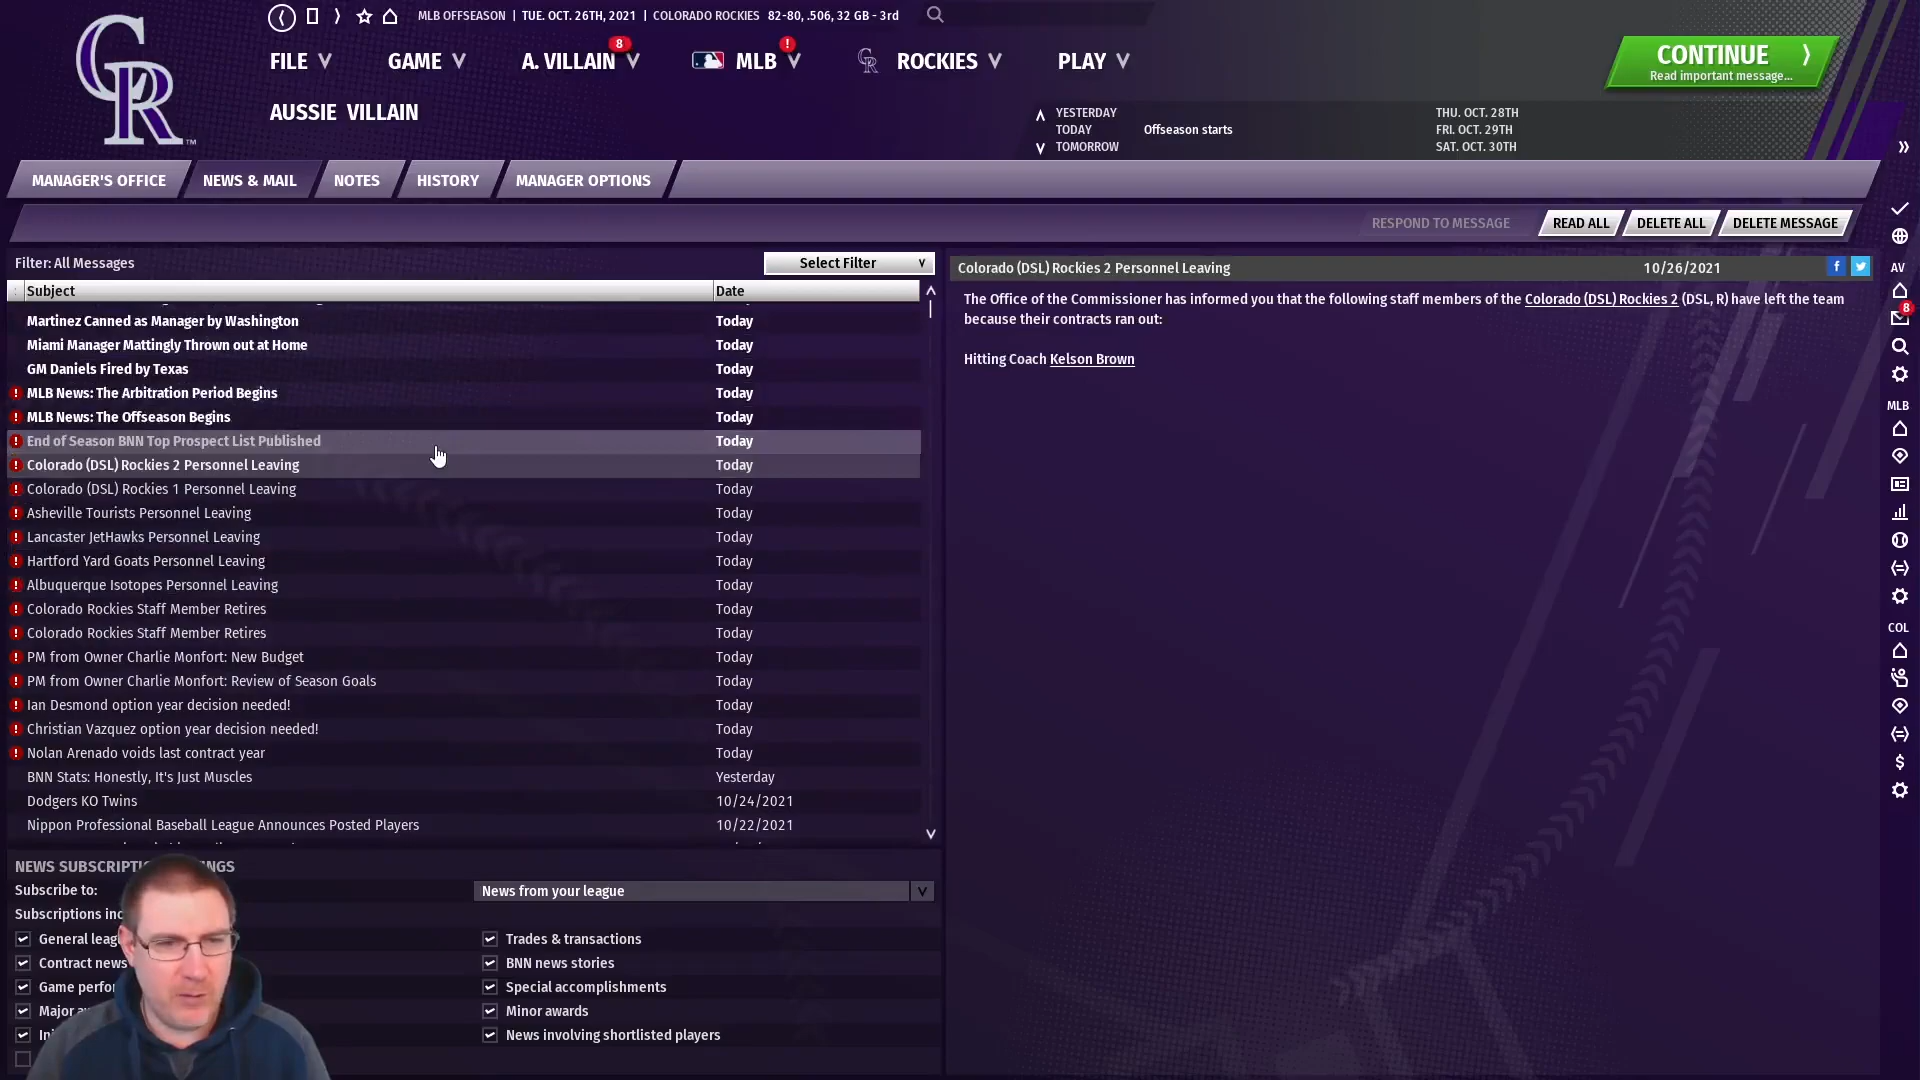 MLB OFFSEASON | TUE. OCT. 26TH, 2021 | COLORADO ROCKIES 82-80, .506, 32 GB - 3rd
FILE
GAME
A. VILLAIN
8
MLB
!
ROCKIES
PLAY
CONTINUE
Read important message...
CR
TM
AUSSIE VILLAIN
YESTERDAY
TODAY
TOMORROW
Offseason starts
THU. OCT. 28TH
FRI. OCT. 29TH
SAT. OCT. 30TH
MANAGER'S OFFICE
NEWS & MAIL
NOTES
HISTORY
MANAGER OPTIONS
RESPOND TO MESSAGE
READ ALL
DELETE ALL
DELETE MESSAGE
Filter: All Messages
Select Filter
Subject Date
Martinez Canned as Manager by Washington Today
Miami Manager Mattingly Thrown out at Home Today
GM Daniels Fired by Texas Today
! MLB News: The Arbitration Period Begins Today
! MLB News: The Offseason Begins Today
! End of Season BNN Top Prospect List Published Today
! Colorado (DSL) Rockies 2 Personnel Leaving Today
! Colorado (DSL) Rockies 1 Personnel Leaving Today
! Asheville Tourists Personnel Leaving Today
! Lancaster JetHawks Personnel Leaving Today
! Hartford Yard Goats Personnel Leaving Today
! Albuquerque Isotopes Personnel Leaving Today
! Colorado Rockies Staff Member Retires Today
! Colorado Rockies Staff Member Retires Today
! PM from Owner Charlie Monfort: New Budget Today
! PM from Owner Charlie Monfort: Review of Season Goals Today
! Ian Desmond option year decision needed! Today
! Christian Vazquez option year decision needed! Today
! Nolan Arenado voids last contract year Today
BNN Stats: Honestly, It's Just Muscles Yesterday
Dodgers KO Twins 10/24/2021
Nippon Professional Baseball League Announces Posted Players 10/22/2021
Colorado (DSL) Rockies 2 Personnel Leaving 10/26/2021
The Office of the Commissioner has informed you that the following staff members of the Colorado (DSL) Rockies 2 (DSL, R) have left the team
because their contracts ran out:
Hitting Coach Kelson Brown
NEWS
Subscribe to: News from your league
Subscriptions
General
Trades & transactions
Contract news
BNN news stories
Game
Special accomplishments
Major
Minor awards
News involving shortlisted players
AV
8
MLB
COL
$